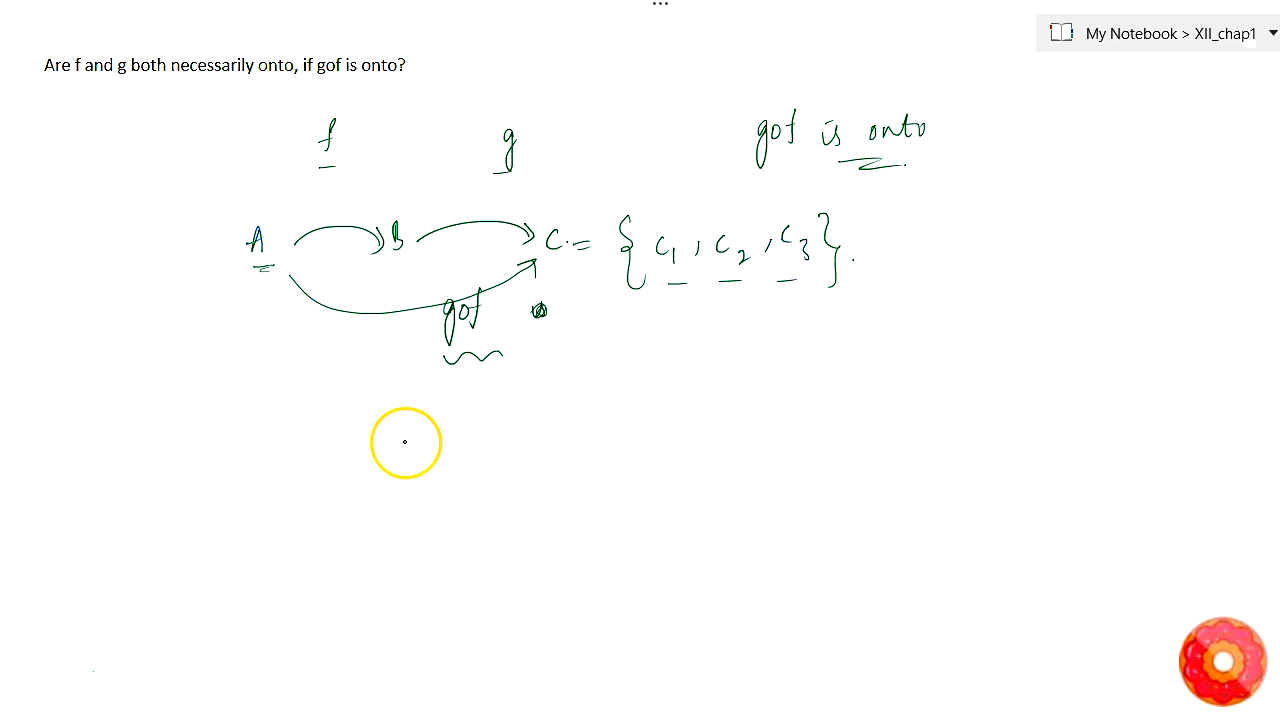 My Notebook > XII_chap1
Are f and g both necessarily onto, if gof is onto?
f g gof is onto
A B C = { c₁ , c₂ , c₃ } .
gof